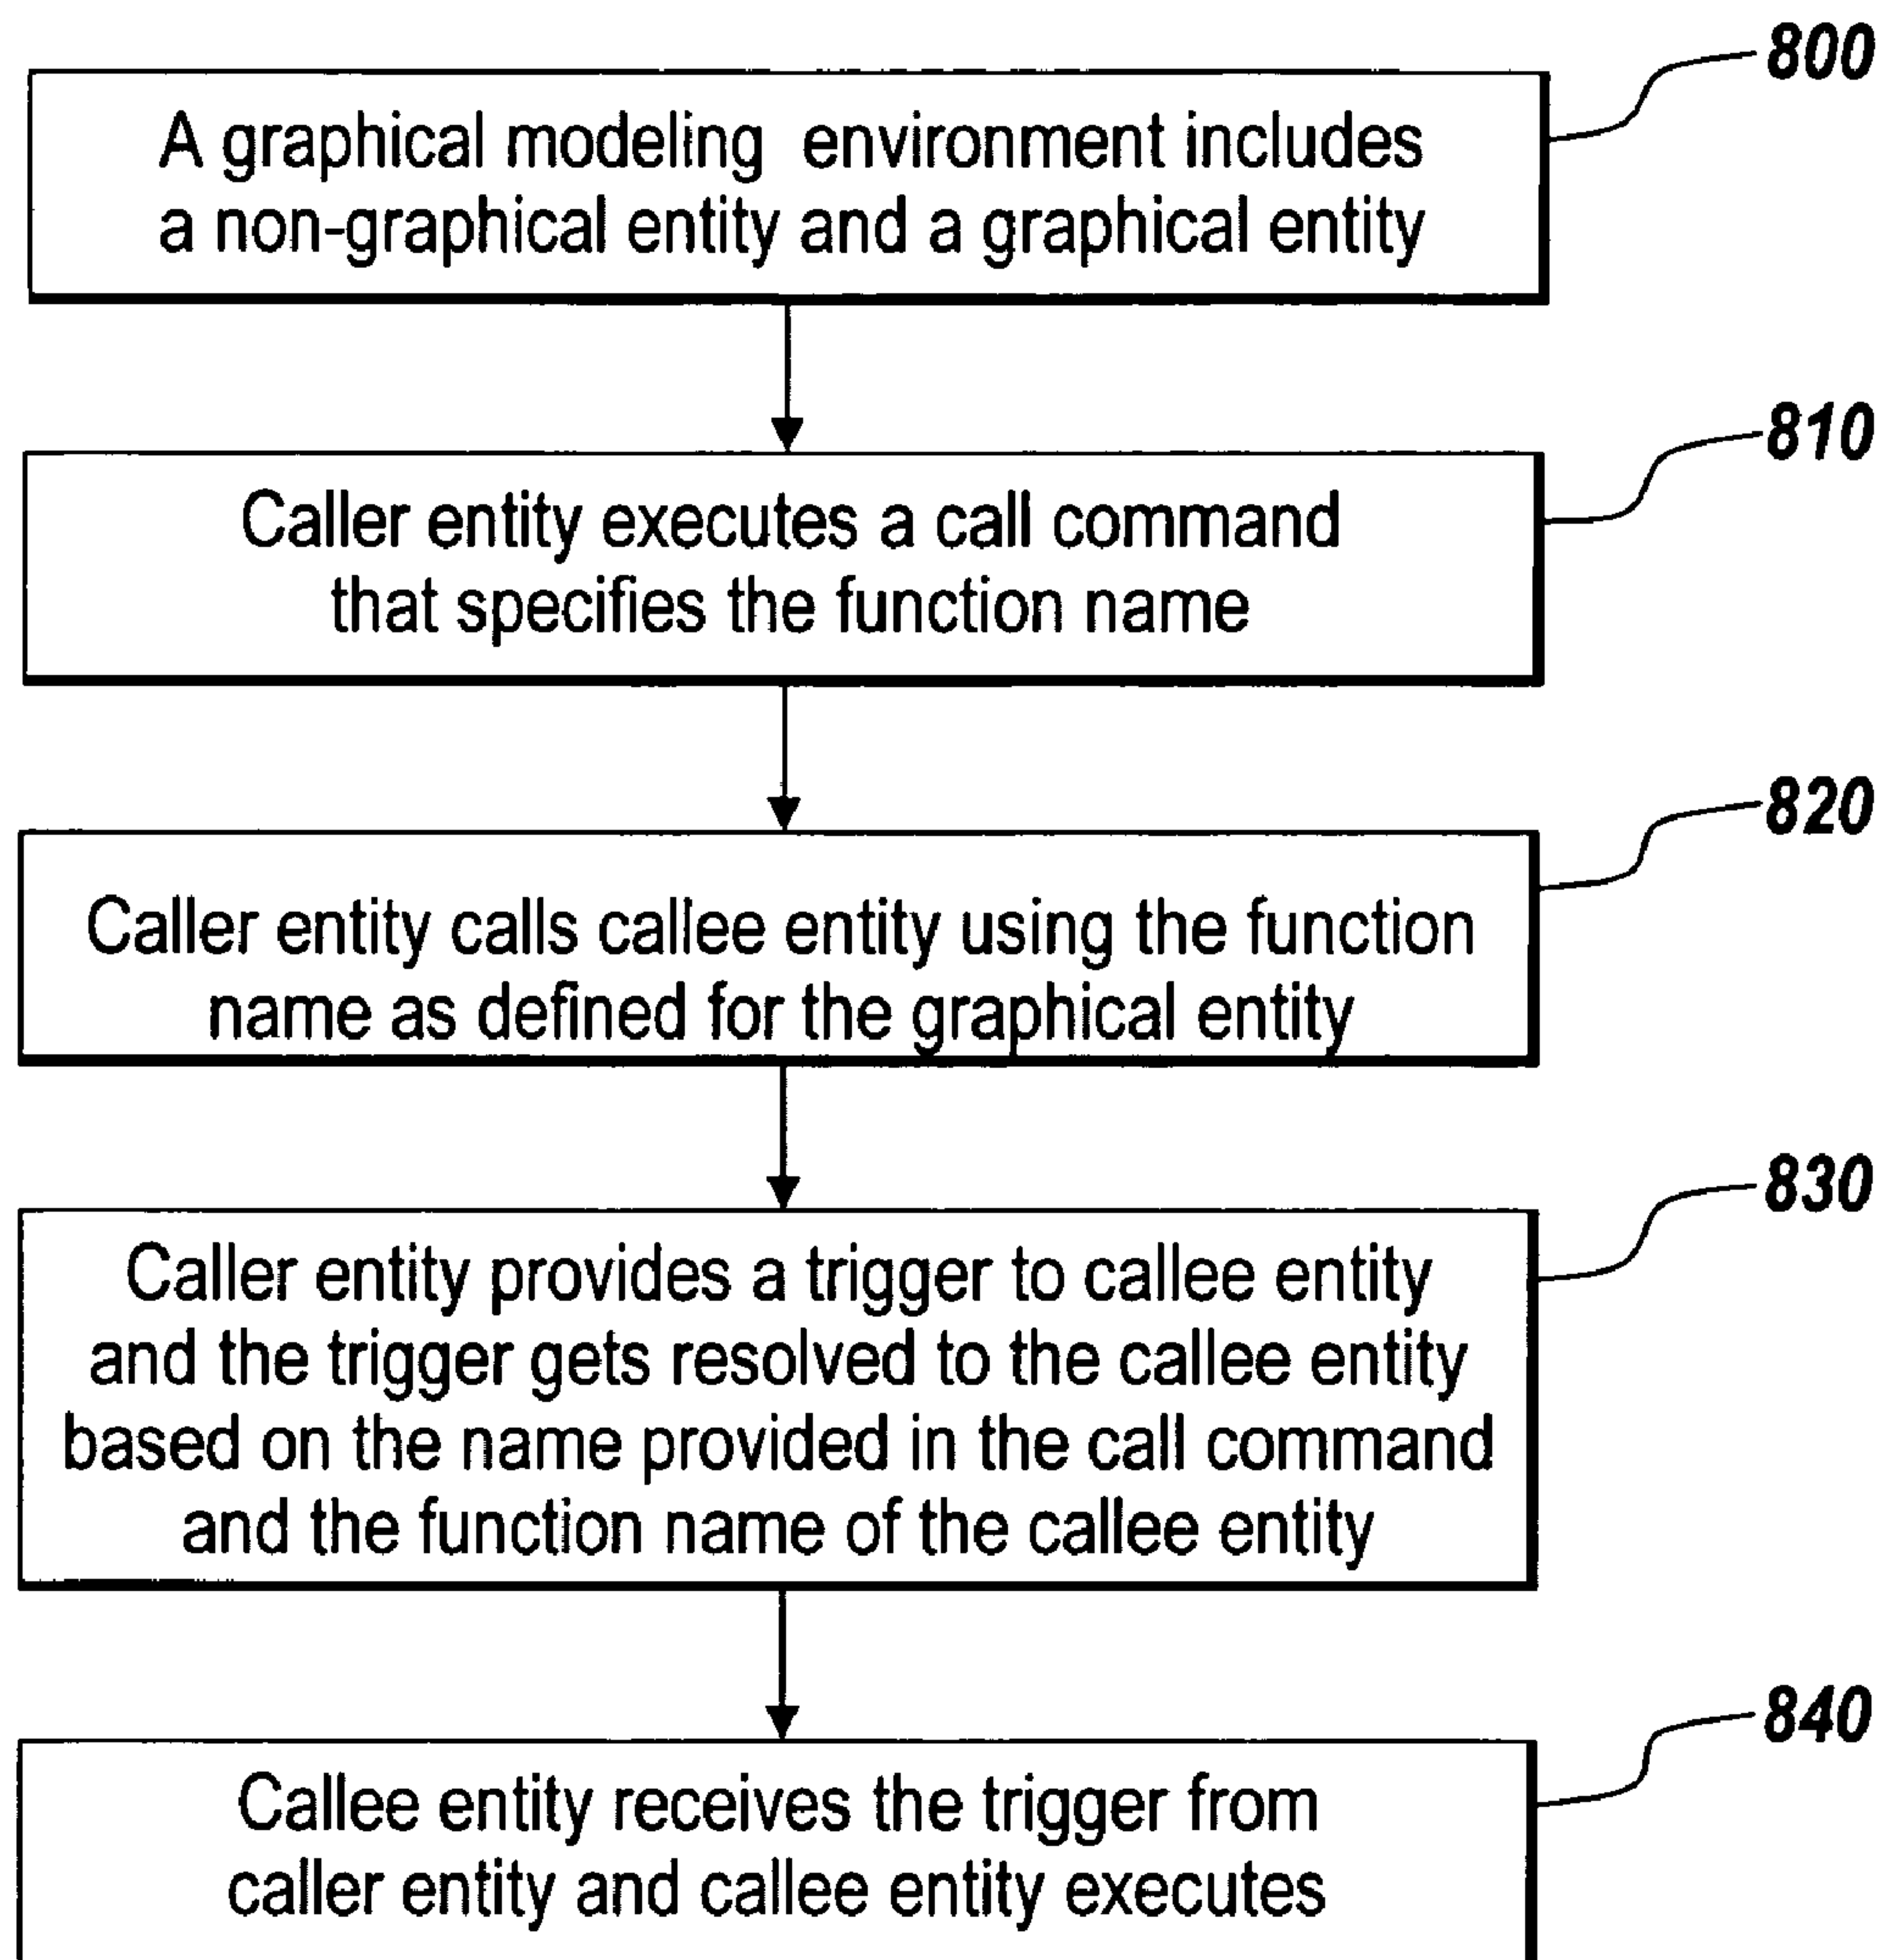 800
A graphical modeling environment includes
a non-graphical entity and a graphical entity
810
Caller entity executes a call command
that specifies the function name
820
Caller entity calls callee entity using the function
name as defined for the graphical entity
830
Caller entity provides a trigger to callee entity
and the trigger gets resolved to the callee entity
based on the name provided in the call command
and the function name of the callee entity
840
Callee entity receives the trigger from
caller entity and callee entity executes